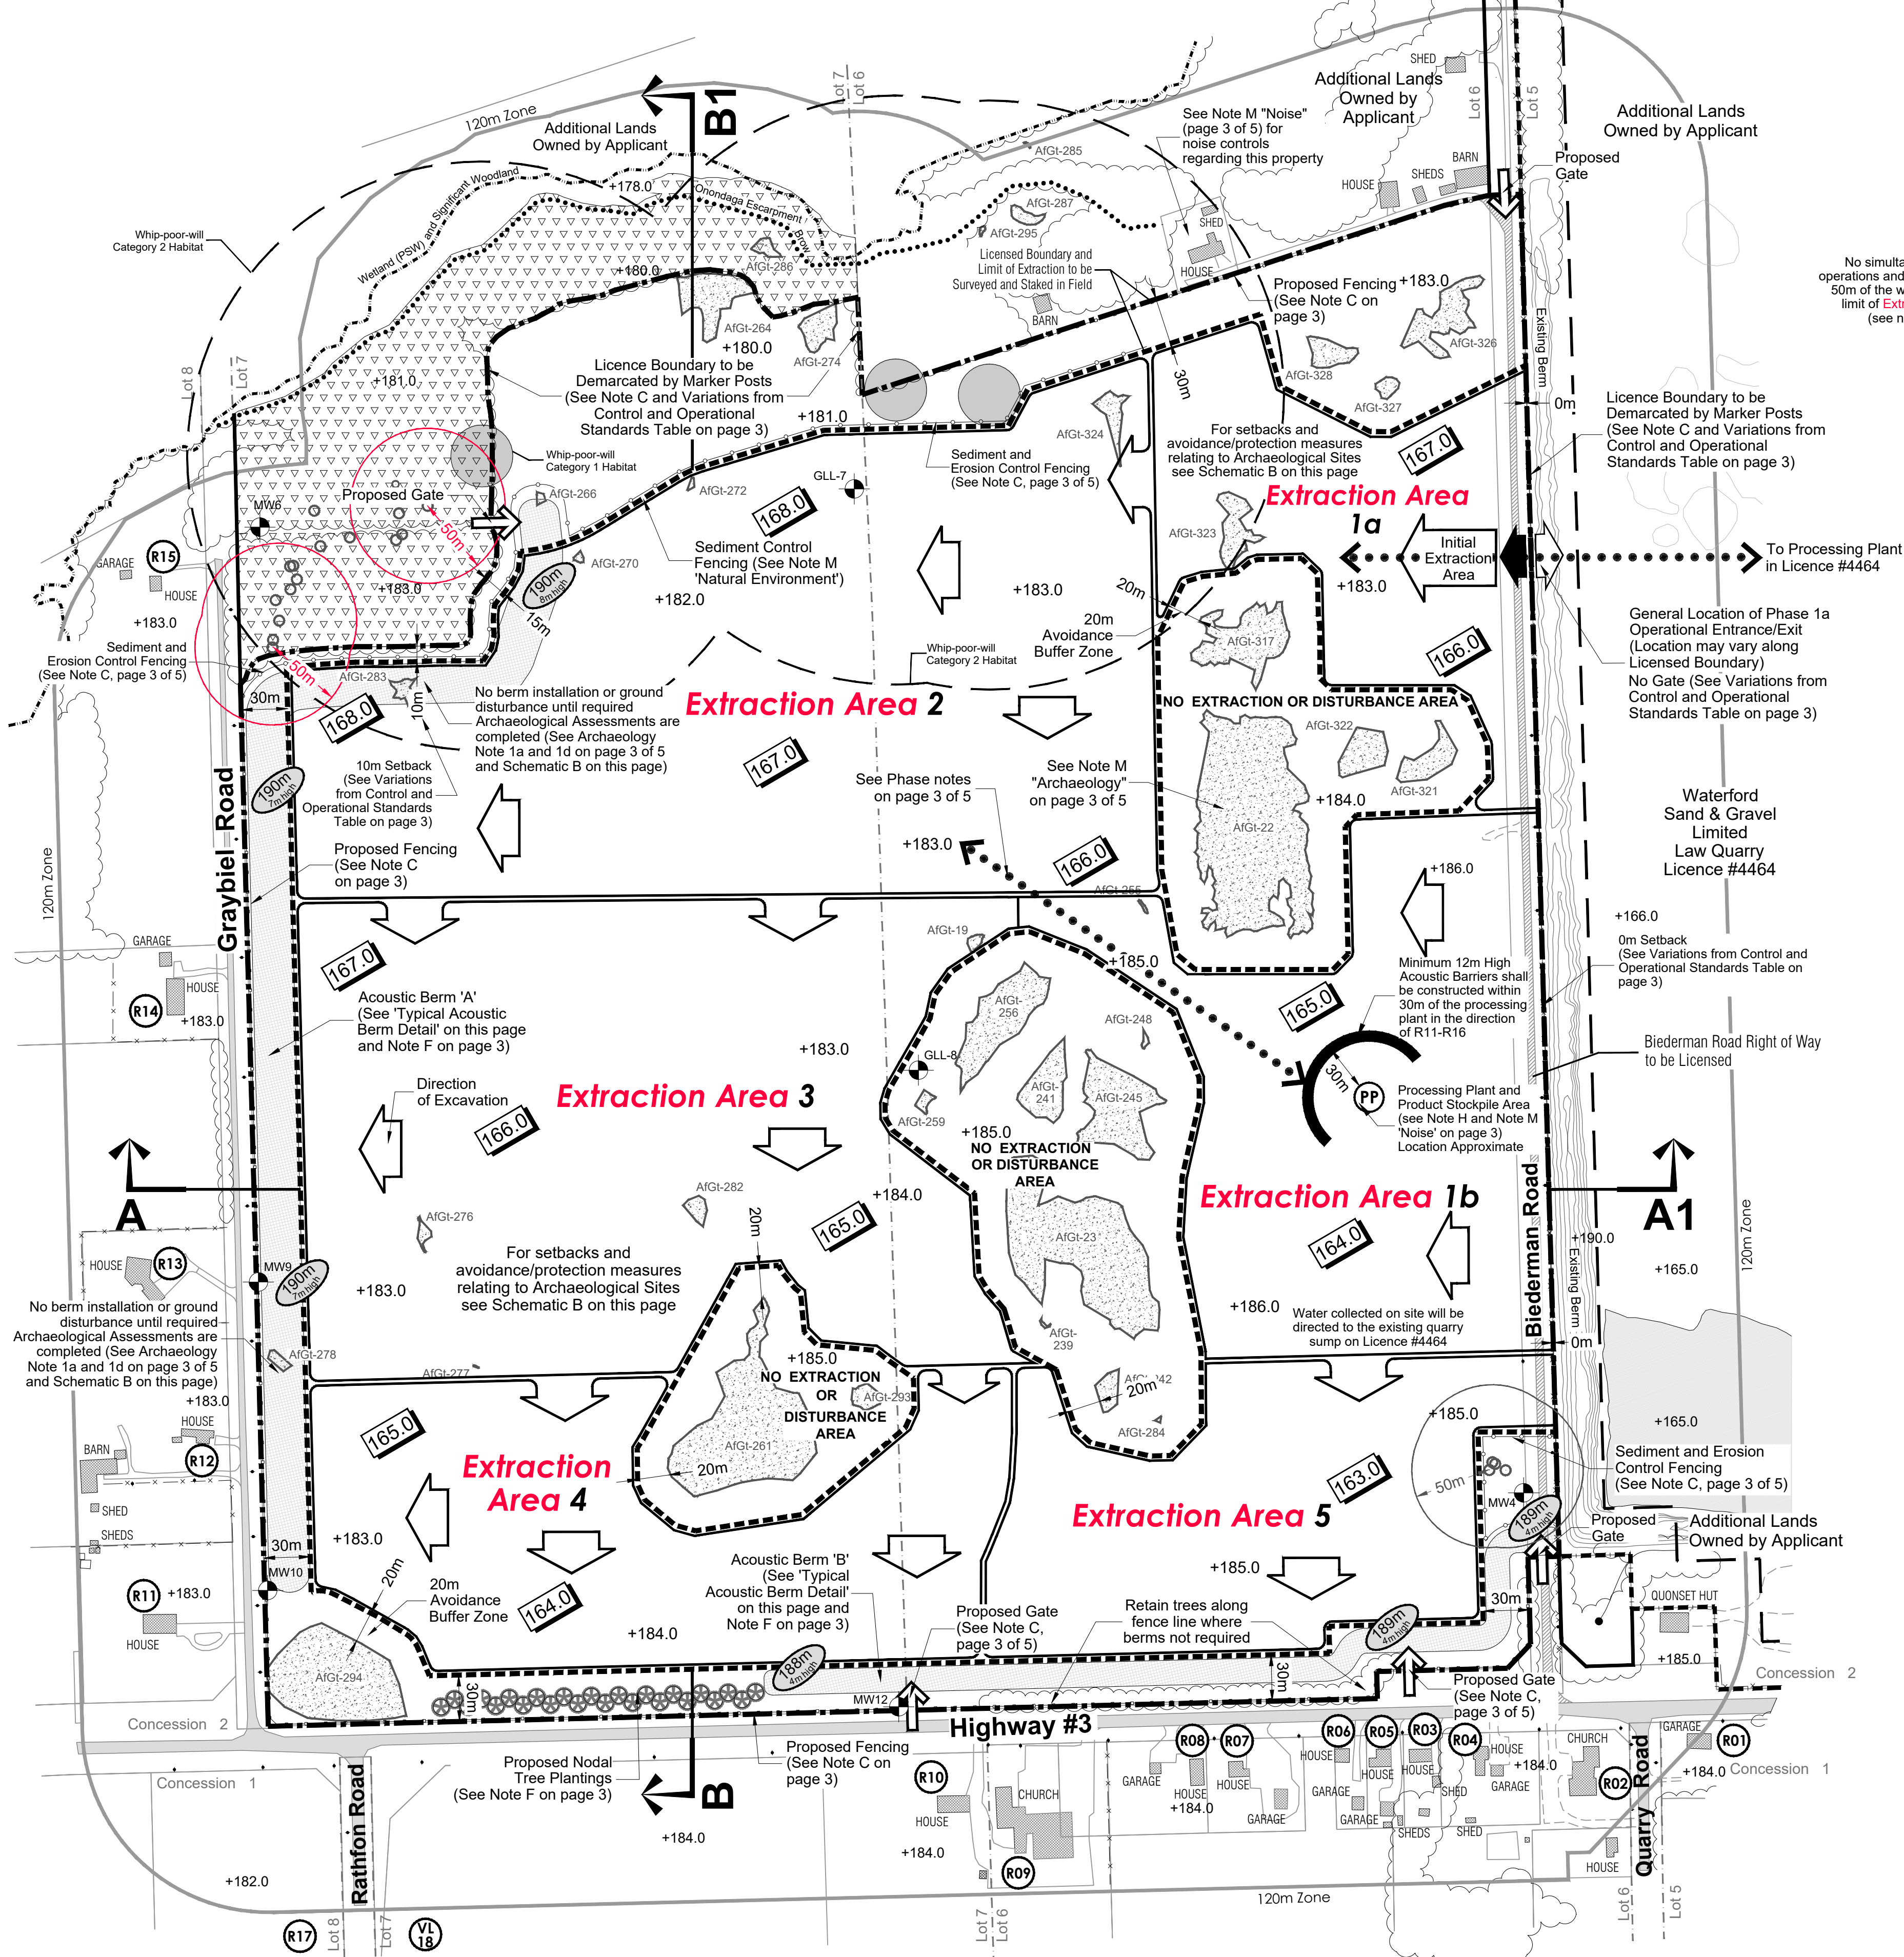 120m Zone
B1
Additional Lands
Owned by Applicant
Lot 7
Lot 6
See Note M "Noise"
(page 3 of 5) for
noise controls
regarding this property
SHED
Additional Lands
Owned by
Applicant
Lot 6
Lot 5
Additional Lands
Owned by Applicant
BARN
SHEDS
HOUSE
Proposed
Gate
AfGt-285
AfGt-287
AfGt-295
SHED
HOUSE
Licensed Boundary and
Limit of Extraction to be
Surveyed and Staked in Field
BARN
Whip-poor-will
Category 2 Habitat
Wetland (PSW) and Significant Woodland
+178.0
Onondaga Escarpment
Brow
AfGt-286
+180.0
AfGt-264
+180.0
AfGt-274
Proposed Fencing
(See Note C on
page 3)
+183.0
AfGt-326
AfGt-328
AfGt-327
30m
Existing Berm
0m
No simulta
operations and
50m of the w
limit of Extr
(see n
Licence Boundary to be
Demarcated by Marker Posts
(See Note C and Variations from
Control and Operational
Standards Table on page 3)
+181.0
+181.0
Lot 8
Lot 7
Licence Boundary to be
Demarcated by Marker Posts
(See Note C and Variations from
Control and Operational
Standards Table on page 3)
AfGt-324
For setbacks and
avoidance/protection measures
relating to Archaeological Sites
see Schematic B on this page
167.0
Extraction Area
1a
Whip-poor-will
Category 1 Habitat
Sediment and
Erosion Control Fencing
(See Note C, page 3 of 5)
GLL-7
AfGt-272
168.0
AfGt-266
AfGt-270
Proposed Gate
50m
MW6
R15
GARAGE
HOUSE
+183.0
+183.0
190m
8m high
15m
Sediment Control
Fencing (See Note M
'Natural Environment')
+182.0
+183.0
AfGt-323
Initial
Extraction
Area
+183.0
To Processing Plant
in Licence #4464
General Location of Phase 1a
Operational Entrance/Exit
(Location may vary along
Licensed Boundary)
No Gate (See Variations from
Control and Operational
Standards Table on page 3)
20m
20m
Avoidance
Buffer Zone
AfGt-317
166.0
Whip-poor-will
Category 2 Habitat
Sediment and
Erosion Control Fencing
(See Note C, page 3 of 5)
50m
30m
AfGt-283
10m
168.0
No berm installation or ground
disturbance until required
Archaeological Assessments are
completed (See Archaeology
Note 1a and 1d on page 3 of 5
and Schematic B on this page)
Extraction Area 2
NO EXTRACTION OR DISTURBANCE AREA
AfGt-322
AfGt-321
+184.0
AfGt-22
167.0
10m Setback
(See Variations
from Control and
Operational Standards
Table on page 3)
190m
7m high
Graybiel Road
See Phase notes
on page 3 of 5
See Note M
"Archaeology"
on page 3 of 5
Waterford
Sand & Gravel
Limited
Law Quarry
Licence #4464
Proposed Fencing
(See Note C
on page 3)
+183.0
166.0
AfGt-255
+186.0
120m Zone
GARAGE
HOUSE
R14
+183.0
167.0
AfGt-19
+185.0
+166.0
0m Setback
(See Variations from Control and
Operational Standards Table on
page 3)
Minimum 12m High
Acoustic Barriers shall
be constructed within
30m of the processing
plant in the direction
of R11-R16
165.0
Acoustic Berm 'A'
(See 'Typical Acoustic
Berm Detail' on this page
and Note F on page 3)
AfGt-
256
AfGt-248
GLL-8
AfGt-
241
AfGt-245
AfGt-259
+183.0
Biederman Road Right of Way
to be Licensed
30m
PP
Processing Plant and
Product Stockpile Area
(see Note H and Note M
'Noise' on page 3)
Location Approximate
Direction
of Excavation
Extraction Area 3
166.0
+185.0
NO EXTRACTION
OR DISTURBANCE
AREA
A
A1
Biederman Road
Extraction Area 1b
AfGt-282
+184.0
165.0
20m
AfGt-276
AfGt-23
164.0
+190.0
Existing Berm
+165.0
120m Zone
HOUSE
R13
MW9
190m
7m high
+183.0
For setbacks and
avoidance/protection measures
relating to Archaeological Sites
see Schematic B on this page
+186.0
Water collected on site will be
directed to the existing quarry
sump on Licence #4464
0m
No berm installation or ground
disturbance until required
Archaeological Assessments are
completed (See Archaeology
Note 1a and 1d on page 3 of 5
and Schematic B on this page)
AfGt-278
AfGt-277
AfGt-
239
+185.0
NO EXTRACTION
OR
DISTURBANCE
AREA
AfGt-293
AfGt-261
20m
20m
AfGt-284
+183.0
HOUSE
R12
BARN
SHED
SHEDS
165.0
Extraction
Area 4
+185.0
+165.0
Sediment and Erosion
Control Fencing
(See Note C, page 3 of 5)
50m
MW4
189m
4m high
163.0
Extraction Area 5
Proposed
Gate
Additional Lands
Owned by Applicant
+183.0
30m
MW10
20m
20m
Avoidance
Buffer Zone
164.0
Acoustic Berm 'B'
(See 'Typical
Acoustic Berm Detail'
on this page and
Note F on page 3)
+185.0
R11
+183.0
HOUSE
AfGt-294
+184.0
188m
4m high
Proposed Gate
(See Note C,
page 3 of 5)
Retain trees along
fence line where
berms not required
189m
4m high
30m
QUONSET HUT
+185.0
Concession 2
30m
MW12
30m
Proposed Gate
(See Note C,
page 3 of 5)
Concession 2
Highway #3
Concession 1
Proposed Nodal
Tree Plantings
(See Note F on page 3)
Proposed Fencing
(See Note C on
page 3)
B
R10
HOUSE
CHURCH
R09
+184.0
+184.0
R08
R07
GARAGE
HOUSE
HOUSE
+184.0
GARAGE
R06
R05
R03
R04
HOUSE
HOUSE
HOUSE
HOUSE
GARAGE
GARAGE
SHEDS
SHED
SHED
GARAGE
+184.0
CHURCH
R02
GARAGE
R01
+184.0
Concession 1
Quarry Road
HOUSE
Rathfon Road
+182.0
R17
Lot 8
Lot 7
VL
18
Lot 7
Lot 6
120m Zone
Lot 6
Lot 5